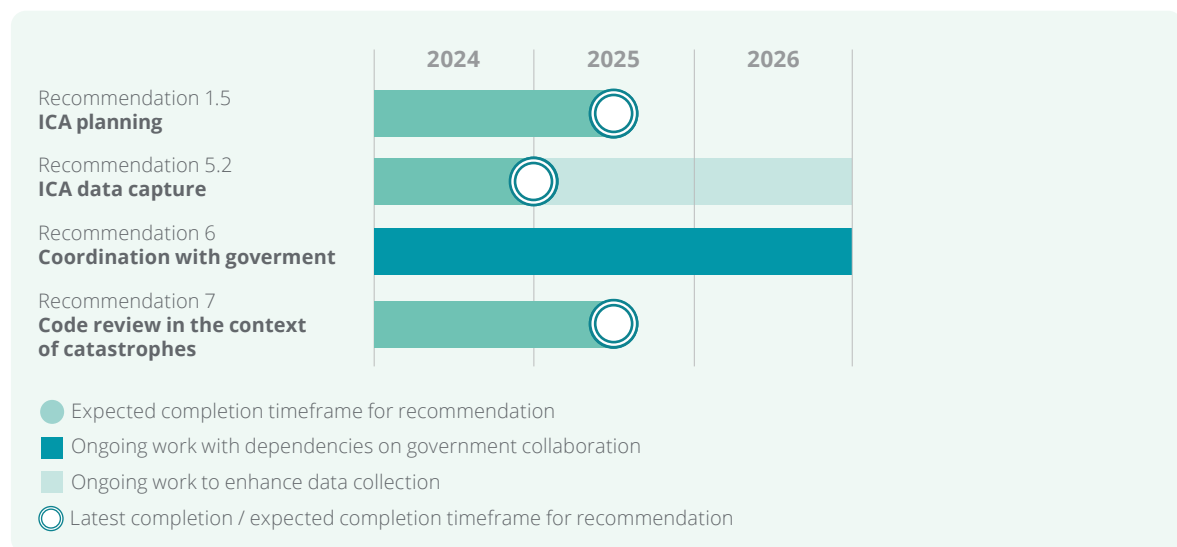 2024 2025 2026
Recommendation 1.5
ICA planning
Recommendation 5.2
ICA data capture
Recommendation 6
Coordination with goverment
Recommendation 7
Code review in the context
of catastrophes
Expected completion timeframe for recommendation
Ongoing work with dependencies on government collaboration
Ongoing work to enhance data collection
Latest completion / expected completion timeframe for recommendation